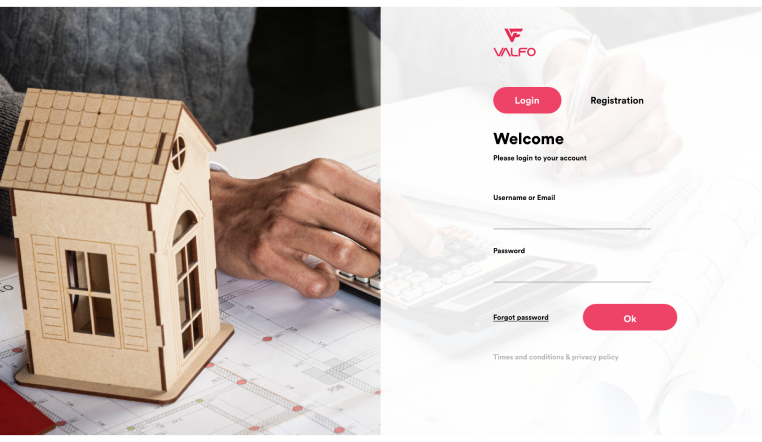 VALFO
Login
Registration
Welcome
Please login to your account
Username or Email
Password
Forgot password
Ok
Times and conditions & privacy policy